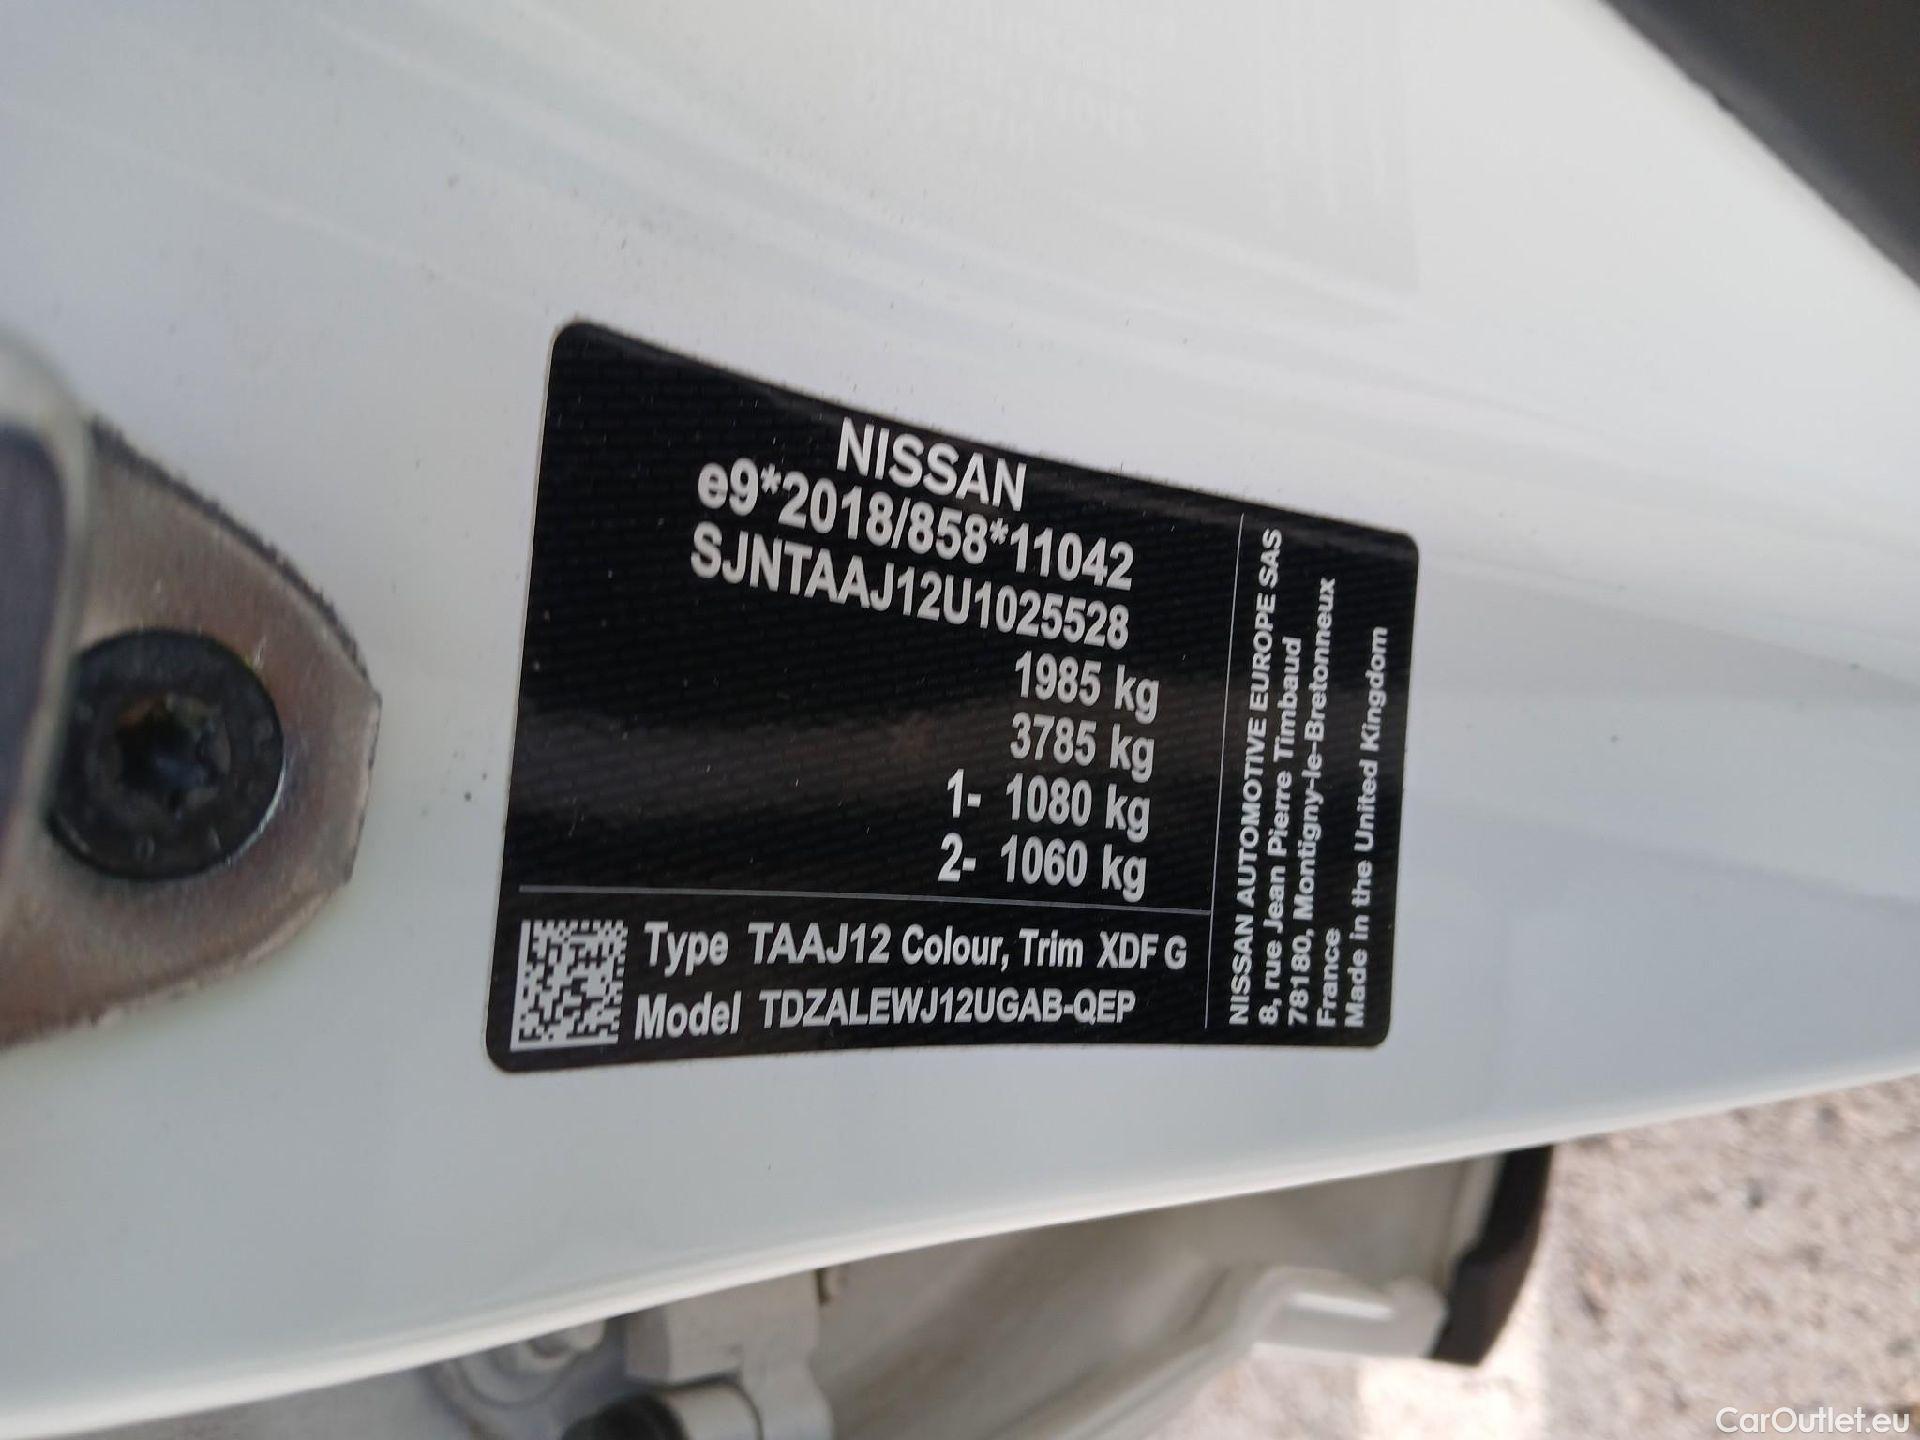 NISSAN
e9*2018/858*11042
SJNTAAJ12U1025528
1985 kg
3785 kg
1- 1080 kg
2- 1060 kg
Type TAAJ12 Colour, Trim XDF G
Model TDZALEWJ12UGAB-QEP
NISSAN AUTOMOTIVE EUROPE SAS
8, rue Jean Pierre Timbaud
78180, Montigny-le-Bretonneux
France
Made in the United Kingdom
CarOutlet.eu